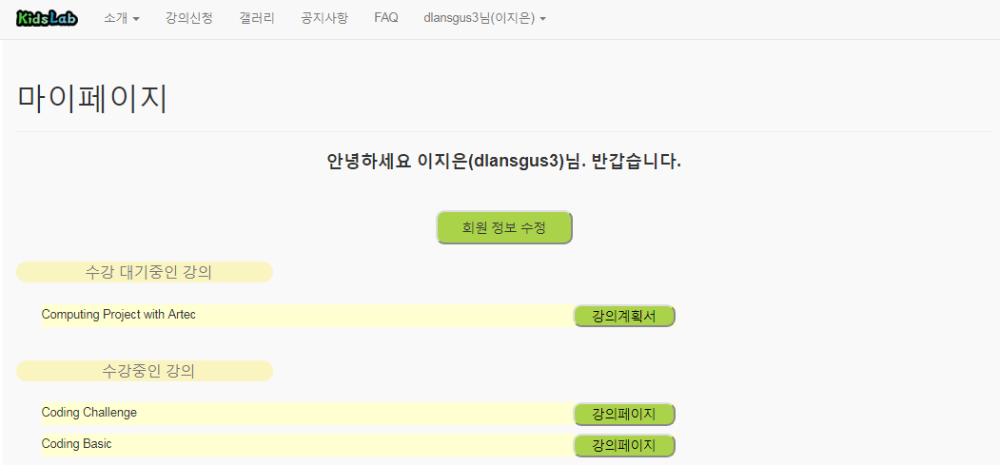 KidsLab 소개 강의신청 갤러리 공지사항 FAQ dlansgus3님(이지은)
마이페이지
안녕하세요 이지은(dlansgus3)님. 반갑습니다.
회원 정보 수정
수강 대기중인 강의
Computing Project with Artec 강의계획서
수강중인 강의
Coding Challenge 강의페이지
Coding Basic 강의페이지